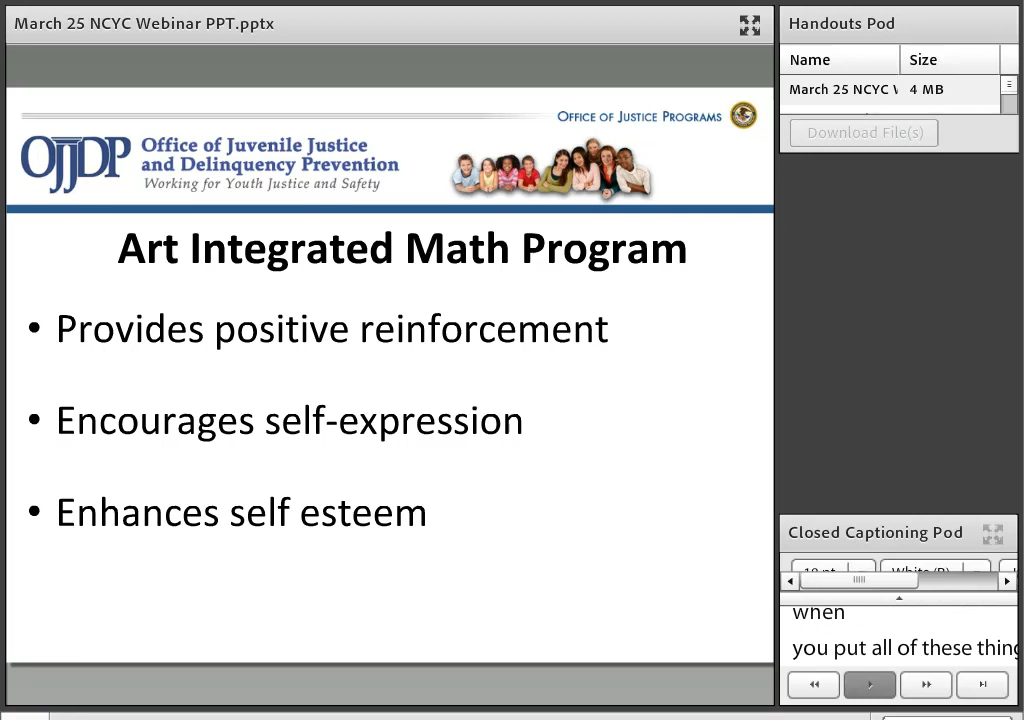 March 25 NCYC Webinar PPT.pptx
OFFICE OF JUSTICE PROGRAMS
OJJDP
Office of Juvenile Justice
and Delinquency Prevention
Working for Youth Justice and Safety
Art Integrated Math Program
• Provides positive reinforcement
• Encourages self-expression
• Enhances self esteem
Handouts Pod
Name Size
March 25 NCYC 4 MB
Download File(s)
Closed Captioning Pod
when
you put all of these thing